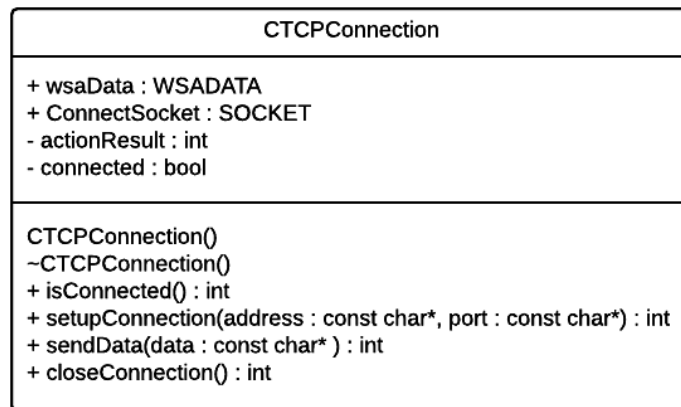 CTCPConnection
+ wsaData : WSADATA
+ ConnectSocket : SOCKET
- actionResult : int
- connected : bool
CTCPConnection()
~CTCPConnection()
+ isConnected() : int
+ setupConnection(address : const char*, port : const char*) : int
+ sendData(data : const char* ) : int
+ closeConnection() : int